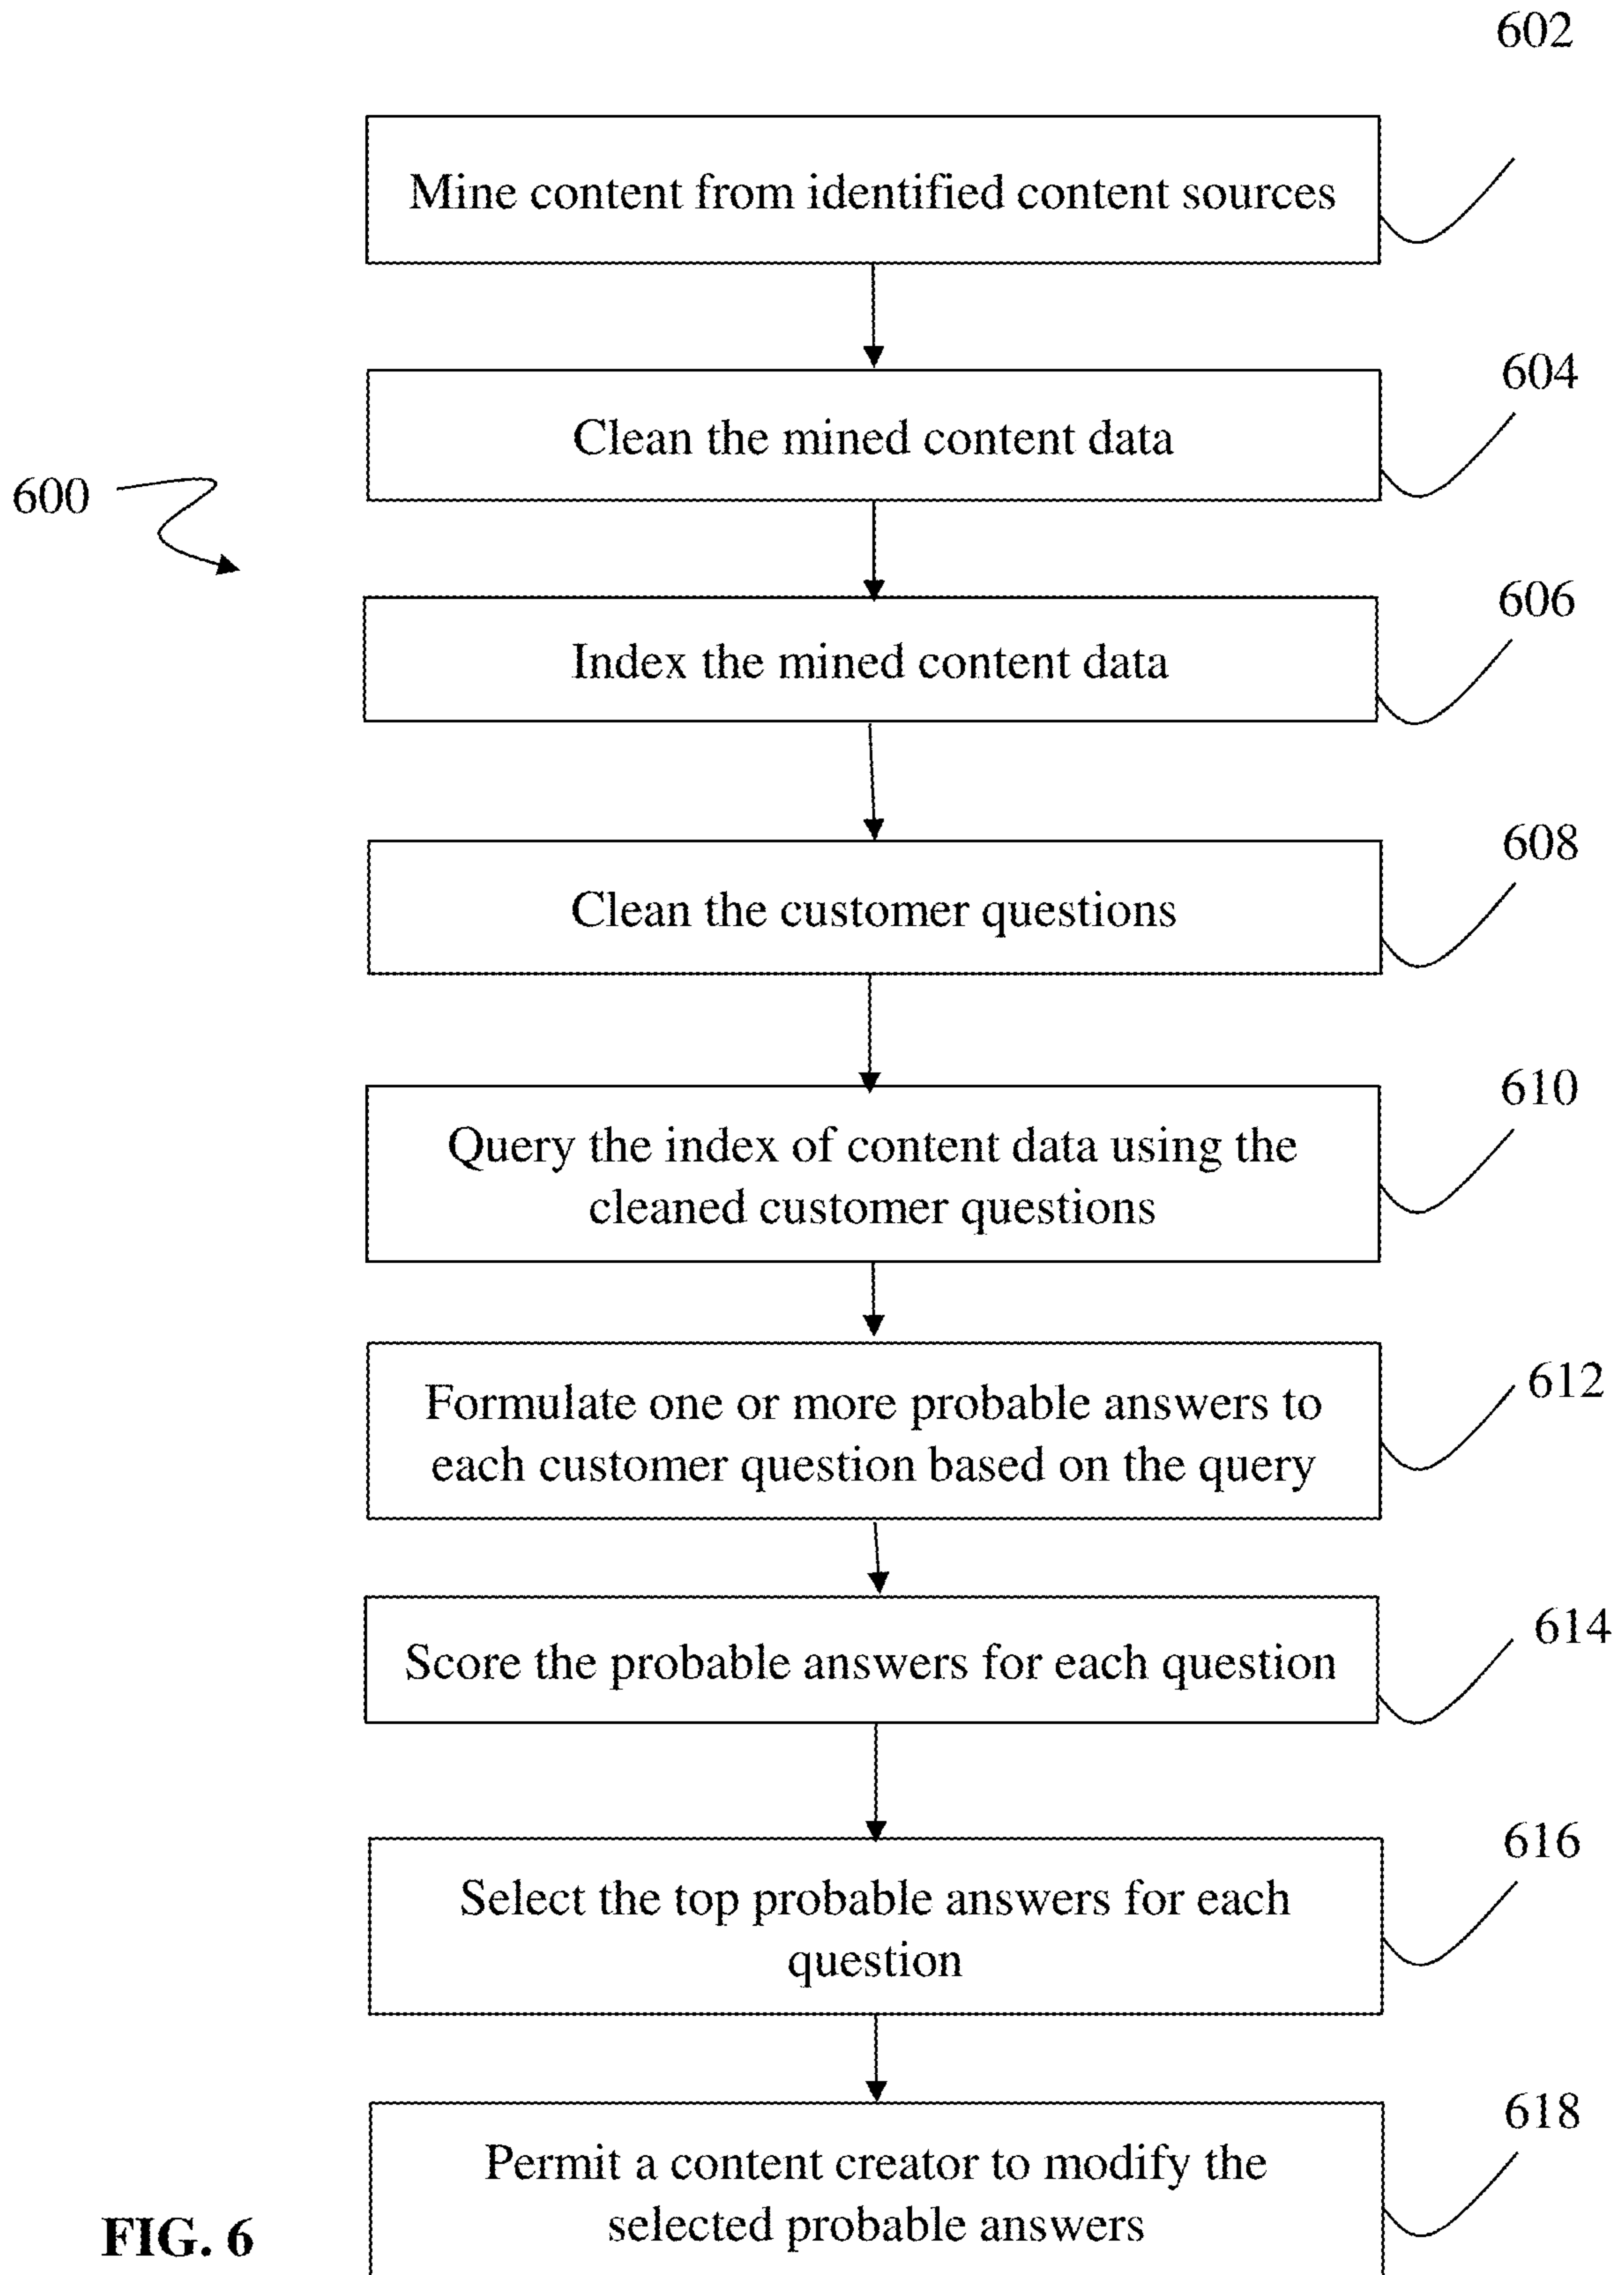 602
Mine content from identified content sources
604
Clean the mined content data
600
606
Index the mined content data
608
Clean the customer questions
610
Query the index of content data using the
cleaned customer questions
612
Formulate one or more probable answers to
each customer question based on the query
614
Score the probable answers for each question
616
Select the top probable answers for each
question
618
Permit a content creator to modify the
selected probable answers
FIG. 6